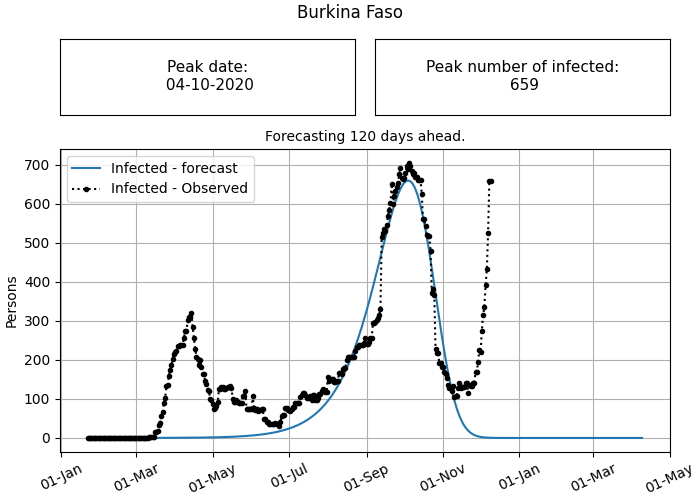 Burkina Faso
Peak date:
04-10-2020
Peak number of infected:
659
Forecasting 120 days ahead.
Infected - forecast
Infected - Observed
Persons
700
600
500
400
300
200
100
0
01-Jan
01-Mar
01-May
01-Jul
01-Sep
01-Nov
01-Jan
01-Mar
01-May